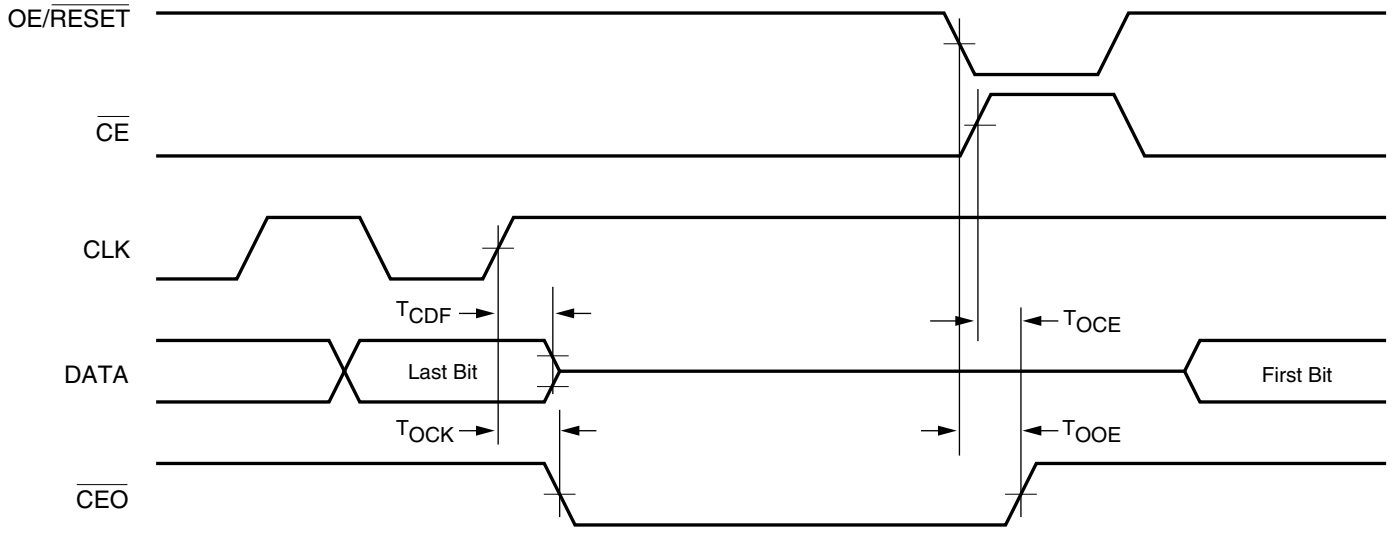 OE/RESET
CE
CLK
TCDF
TOCE
DATA
Last Bit
First Bit
TOCK
TOOE
CEO